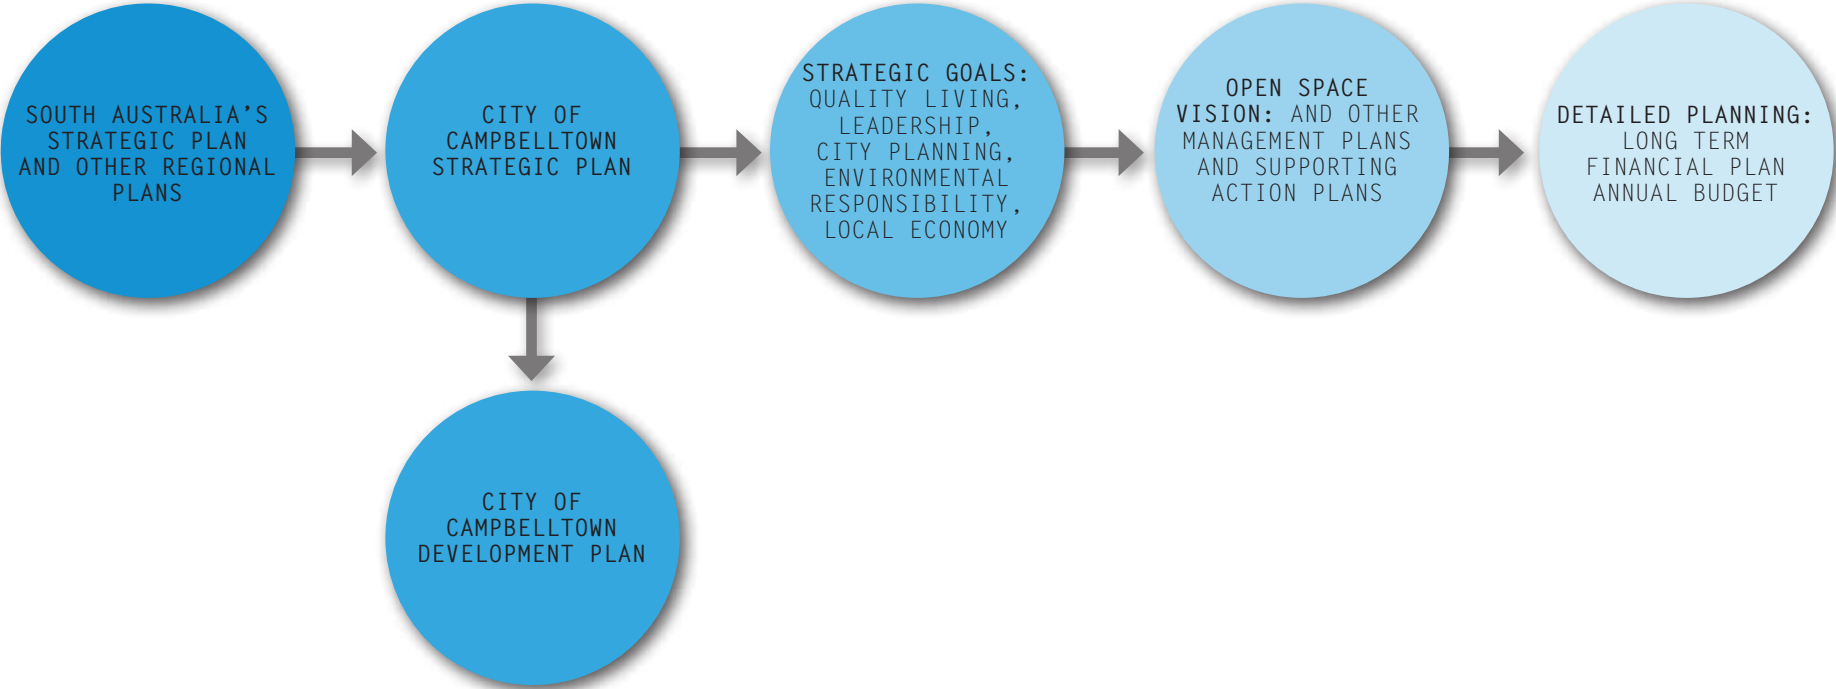 SOUTH AUSTRALIA’S
STRATEGIC PLAN
AND OTHER REGIONAL
PLANS
CITY OF
CAMPBELLTOWN
STRATEGIC PLAN
STRATEGIC GOALS:
QUALITY LIVING,
LEADERSHIP,
CITY PLANNING,
ENVIRONMENTAL
RESPONSIBILITY,
LOCAL ECONOMY
OPEN SPACE
VISION: AND OTHER
MANAGEMENT PLANS
AND SUPPORTING
ACTION PLANS
DETAILED PLANNING:
LONG TERM
FINANCIAL PLAN
ANNUAL BUDGET
CITY OF
CAMPBELLTOWN
DEVELOPMENT PLAN